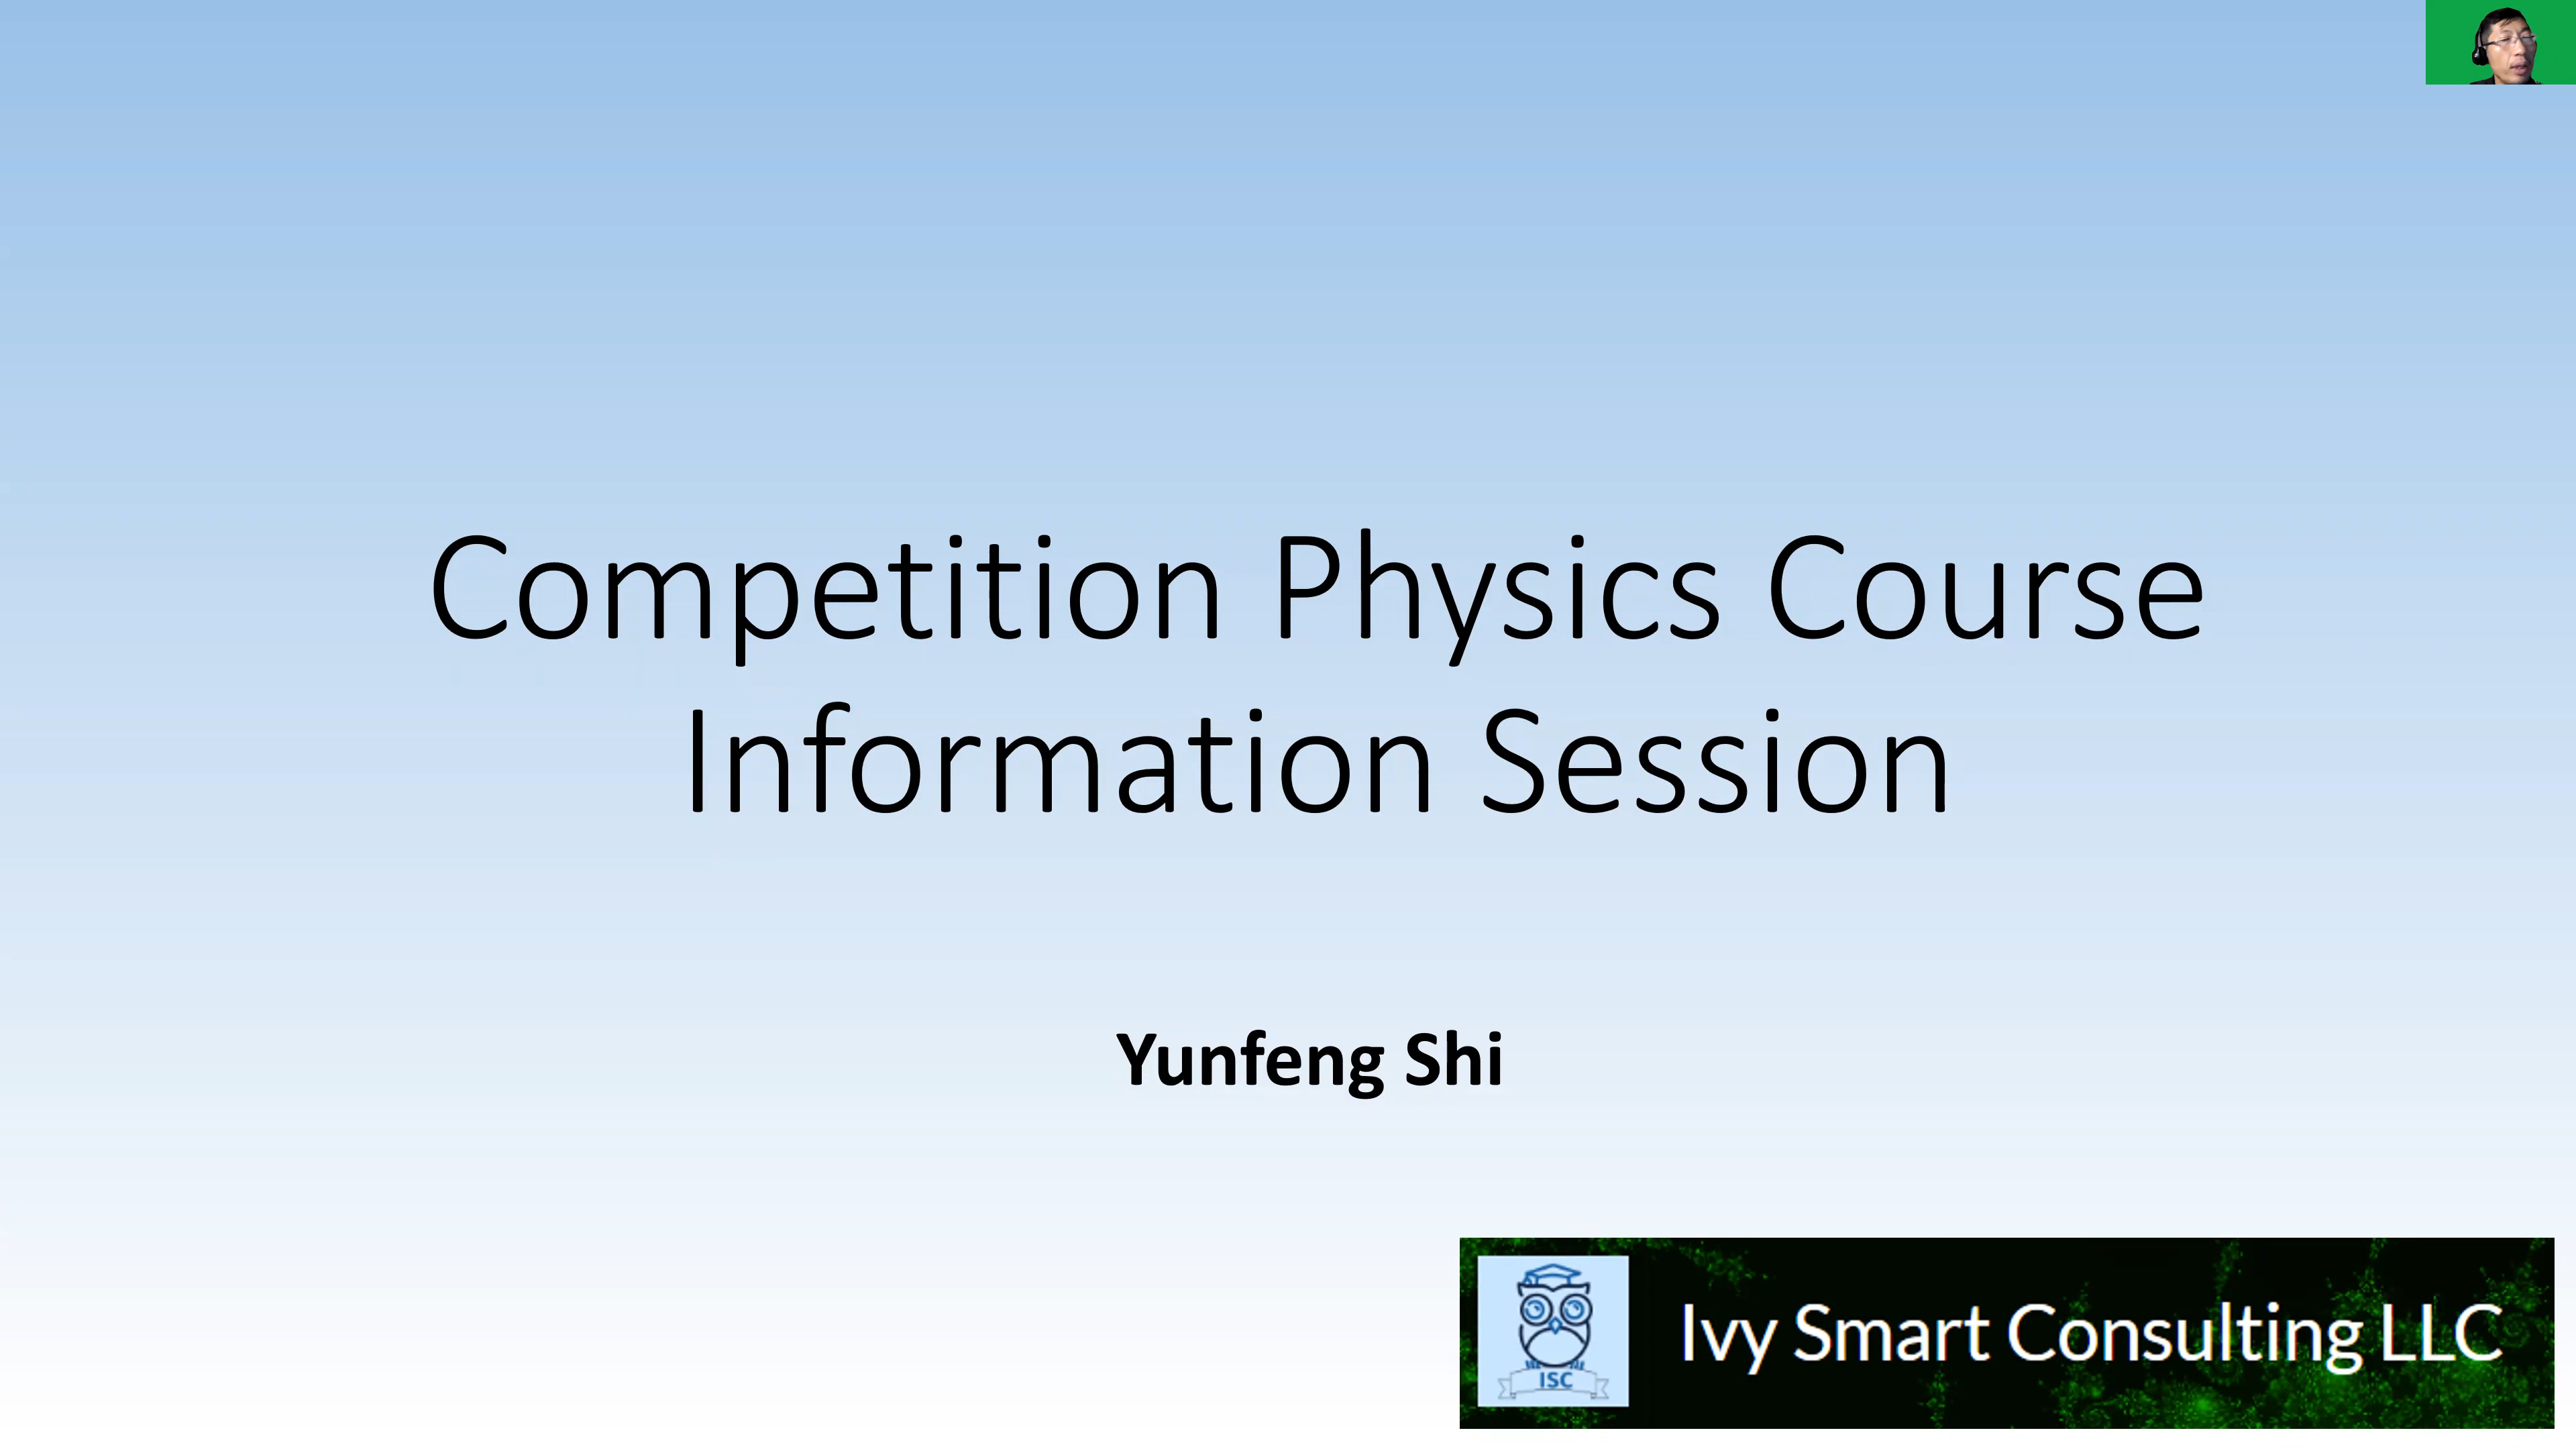 Competition Physics Course
Information Session
Yunfeng Shi
ISC
Ivy Smart Consulting LLC